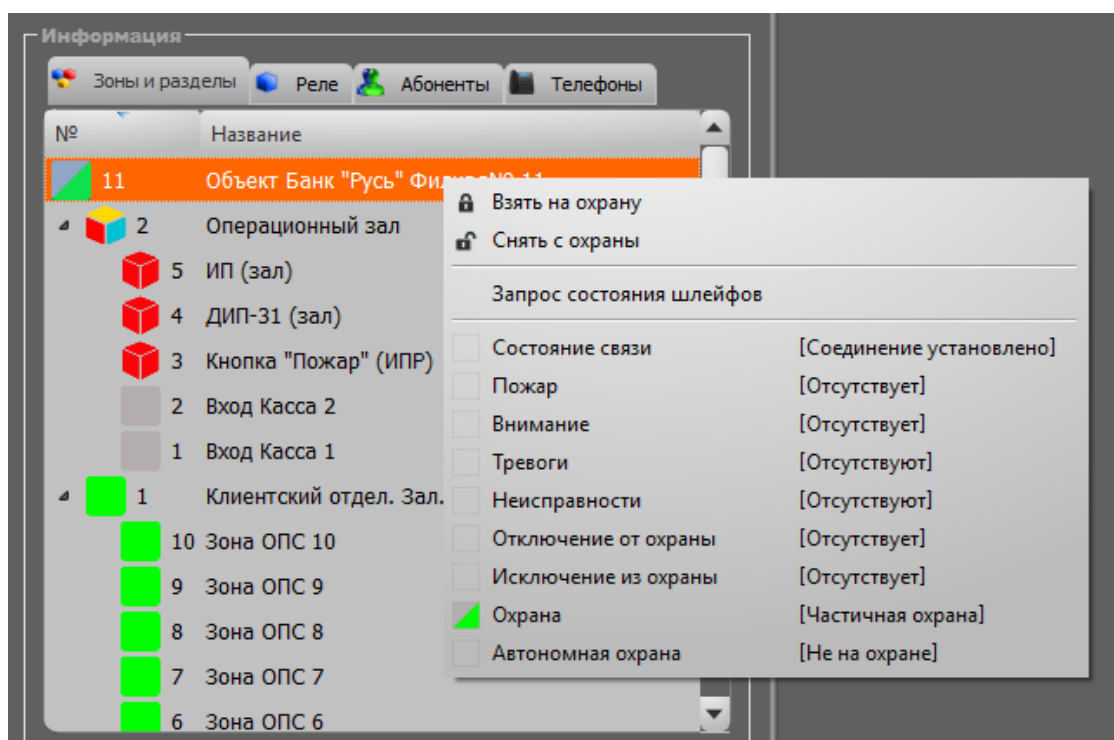 Информация
Зоны и разделы Реле Абоненты Телефоны
№ Название
11 Объект Банк "Русь" Филиал№ 11
2 Операционный зал
5 ИП (зал)
4 ДИП-31 (зал)
3 Кнопка "Пожар" (ИПР)
2 Вход Касса 2
1 Вход Касса 1
1 Клиентский отдел. Зал.
10 Зона ОПС 10
9 Зона ОПС 9
8 Зона ОПС 8
7 Зона ОПС 7
6 Зона ОПС 6
Взять на охрану
Снять с охраны
Запрос состояния шлейфов
Состояние связи [Соединение установлено]
Пожар [Отсутствует]
Внимание [Отсутствует]
Тревоги [Отсутствуют]
Неисправности [Отсутствуют]
Отключение от охраны [Отсутствует]
Исключение из охраны [Отсутствует]
Охрана [Частичная охрана]
Автономная охрана [Не на охране]